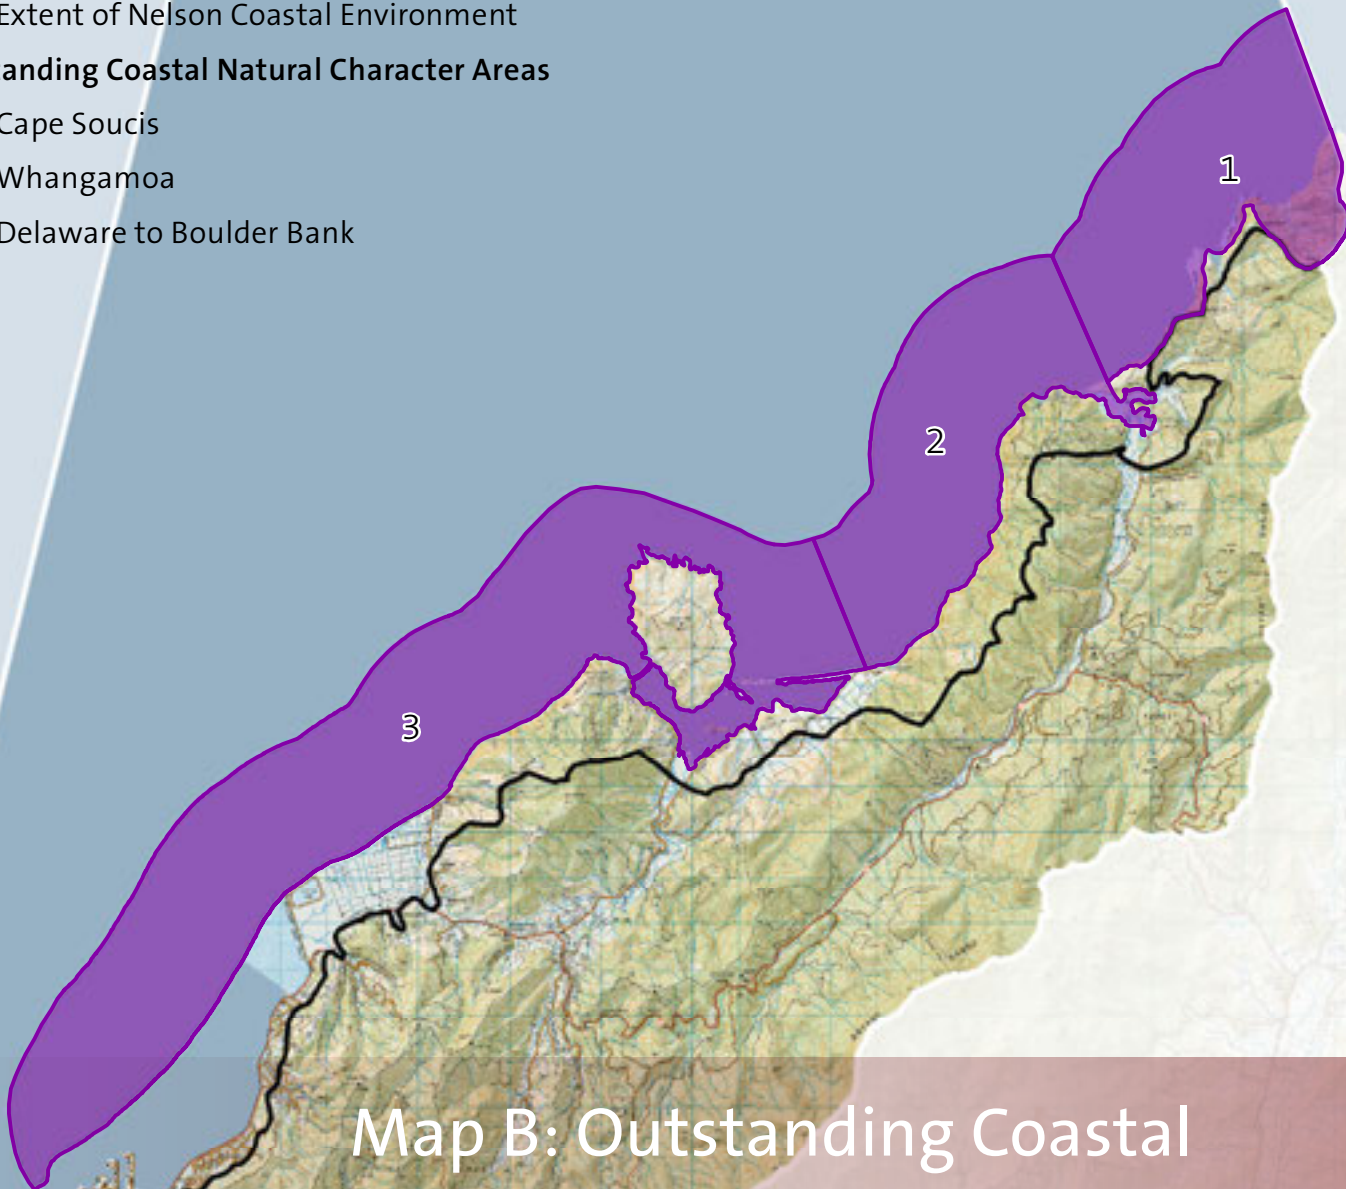 Extent of Nelson Coastal Environment
anding Coastal Natural Character Areas
Cape Soucis
Whangamoa
Delaware to Boulder Bank
1
2
3
Map B: Outstanding Coastal